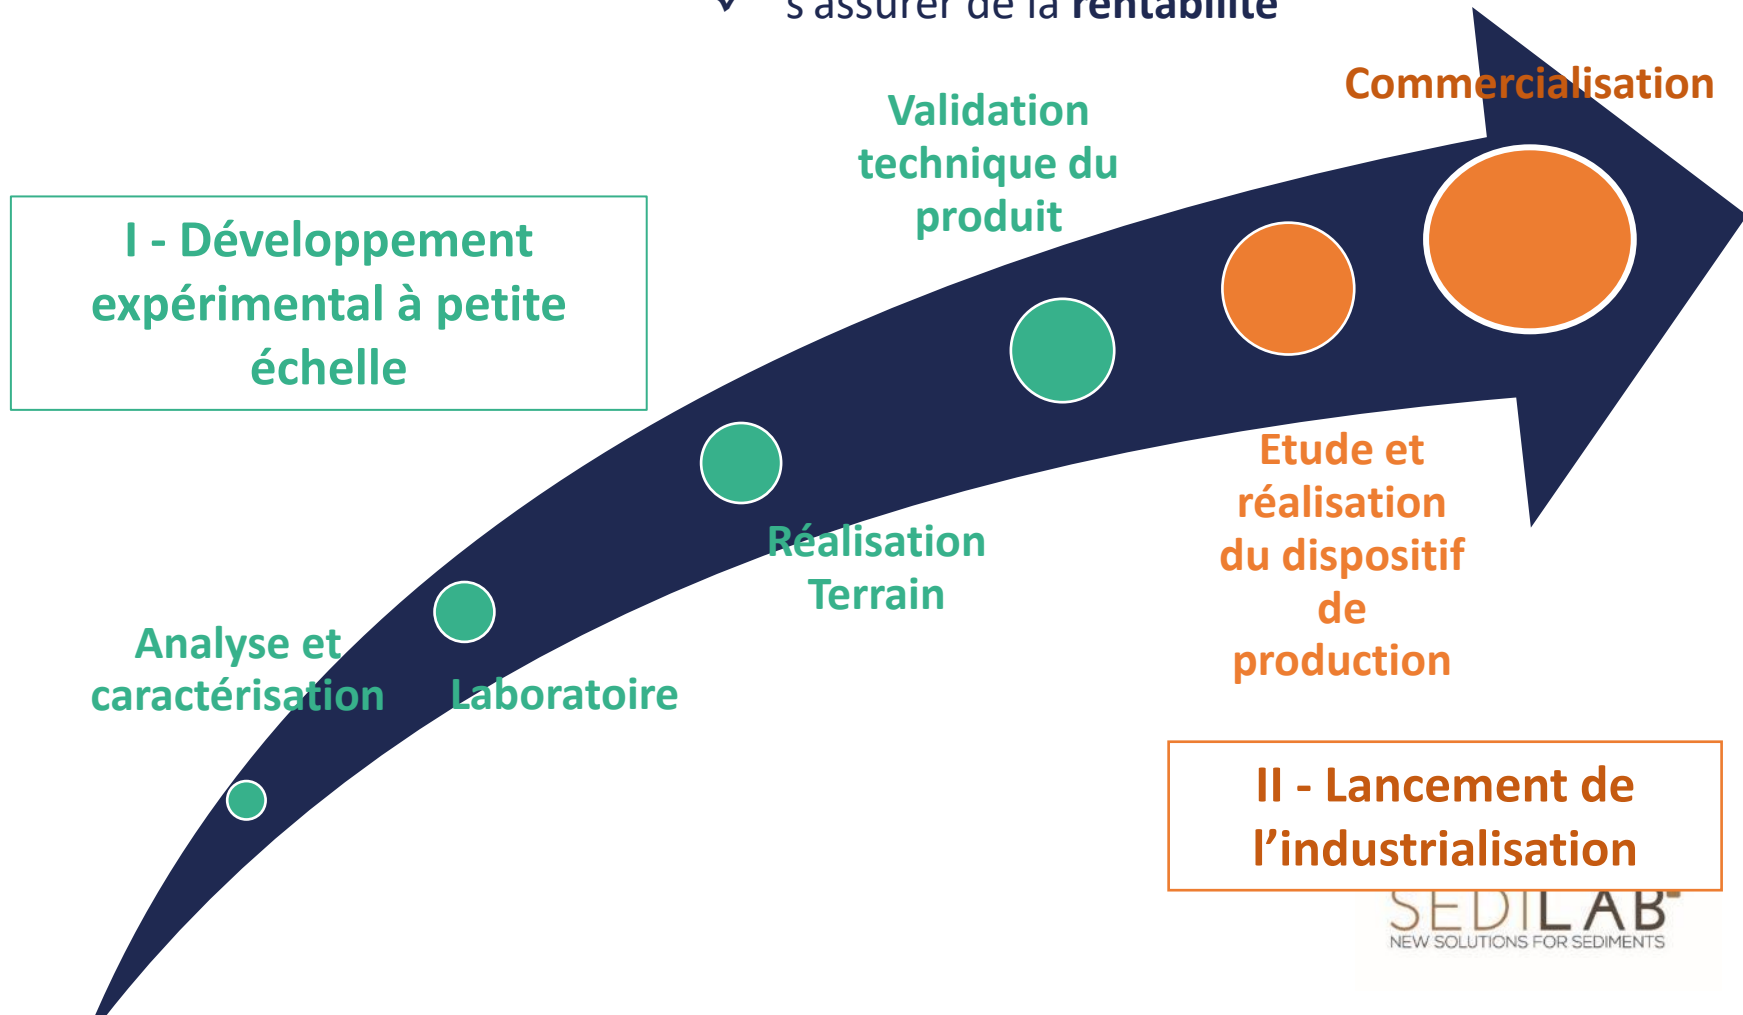 s'assurer de la rentabilité
Commercialisation
Validation
technique du
produit
I - Développement
expérimental à petite
échelle
Etude et
réalisation
du dispositif
de
production
Réalisation
Terrain
Analyse et
caractérisation
Laboratoire
II - Lancement de
l’industrialisation
SEDILAB
NEW SOLUTIONS FOR SEDIMENTS